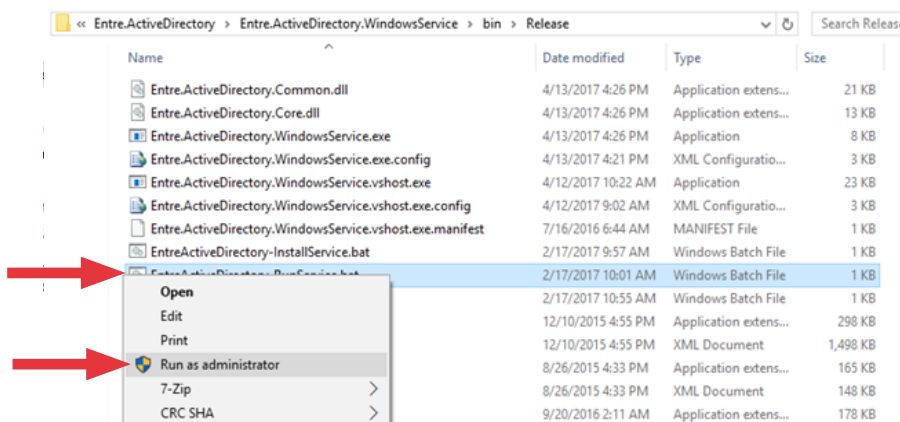 « Entre.ActiveDirectory > Entre.ActiveDirectory.WindowsService > bin > Release Search Releas
Name Date modified Type Size
Entre.ActiveDirectory.Common.dll 4/13/2017 4:26 PM Application extens... 21 KB
Entre.ActiveDirectory.Core.dll 4/13/2017 4:26 PM Application extens... 13 KB
Entre.ActiveDirectory.WindowsService.exe 4/13/2017 4:26 PM Application 8 KB
Entre.ActiveDirectory.WindowsService.exe.config 4/13/2017 4:21 PM XML Configuratio... 3 KB
Entre.ActiveDirectory.WindowsService.vshost.exe 4/12/2017 10:22 AM Application 23 KB
Entre.ActiveDirectory.WindowsService.vshost.exe.config 4/12/2017 9:02 AM XML Configuratio... 3 KB
Entre.ActiveDirectory.WindowsService.vshost.exe.manifest 7/16/2016 6:44 AM MANIFEST File 1 KB
EntreActiveDirectory-InstallService.bat 2/17/2017 9:57 AM Windows Batch File 1 KB
EntreActiveDirectory-RunService.bat 2/17/2017 10:01 AM Windows Batch File 1 KB
Open 2/17/2017 10:55 AM Windows Batch File 1 KB
Edit 12/10/2015 4:55 PM Application extens... 298 KB
Print 12/10/2015 4:55 PM XML Document 1,498 KB
Run as administrator 8/26/2015 4:33 PM Application extens... 165 KB
7-Zip 8/26/2015 4:33 PM XML Document 148 KB
CRC SHA 9/20/2016 2:11 AM Application extens... 178 KB